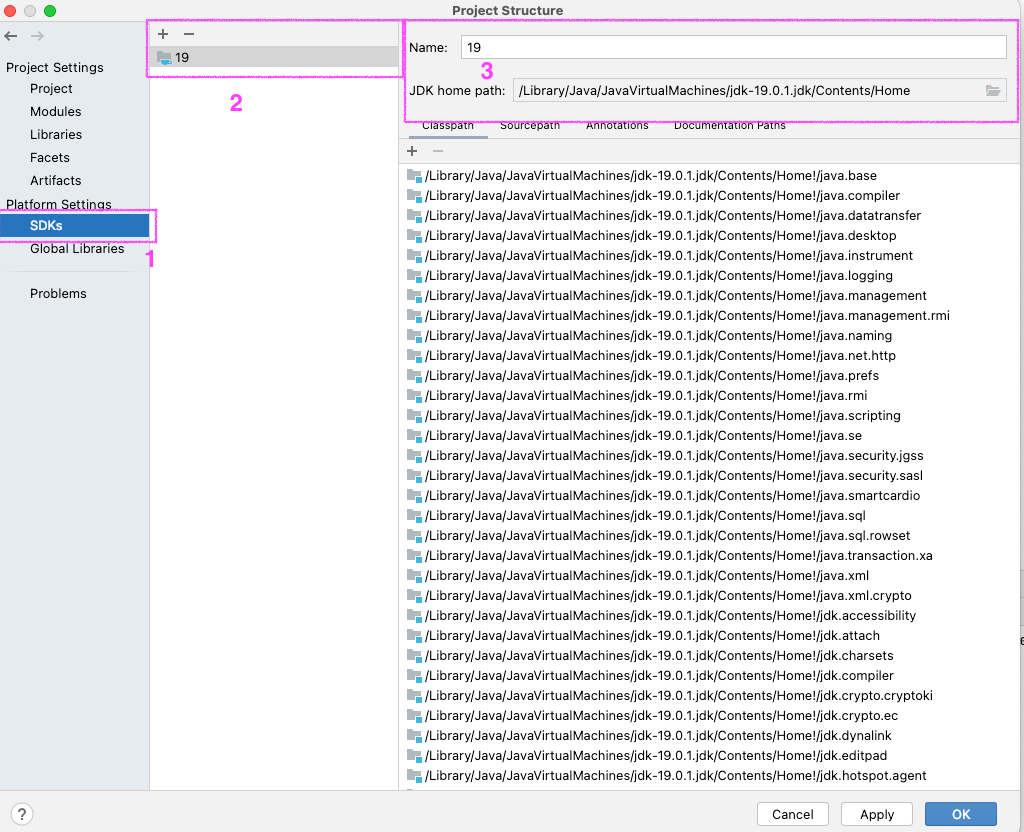 Project Structure
Project Settings
Project
Modules
Libraries
Facets
Artifacts
Platform Settings
SDKs
1
Global Libraries
Problems
19
2
Name: 19
3
JDK home path: /Library/Java/JavaVirtualMachines/jdk-19.0.1.jdk/Contents/Home
Classpath Sourcepath Annotations Documentation Paths
/Library/Java/JavaVirtualMachines/jdk-19.0.1.jdk/Contents/Home!/java.base
/Library/Java/JavaVirtualMachines/jdk-19.0.1.jdk/Contents/Home!/java.compiler
/Library/Java/JavaVirtualMachines/jdk-19.0.1.jdk/Contents/Home!/java.datatransfer
/Library/Java/JavaVirtualMachines/jdk-19.0.1.jdk/Contents/Home!/java.desktop
/Library/Java/JavaVirtualMachines/jdk-19.0.1.jdk/Contents/Home!/java.instrument
/Library/Java/JavaVirtualMachines/jdk-19.0.1.jdk/Contents/Home!/java.logging
/Library/Java/JavaVirtualMachines/jdk-19.0.1.jdk/Contents/Home!/java.management
/Library/Java/JavaVirtualMachines/jdk-19.0.1.jdk/Contents/Home!/java.management.rmi
/Library/Java/JavaVirtualMachines/jdk-19.0.1.jdk/Contents/Home!/java.naming
/Library/Java/JavaVirtualMachines/jdk-19.0.1.jdk/Contents/Home!/java.net.http
/Library/Java/JavaVirtualMachines/jdk-19.0.1.jdk/Contents/Home!/java.prefs
/Library/Java/JavaVirtualMachines/jdk-19.0.1.jdk/Contents/Home!/java.rmi
/Library/Java/JavaVirtualMachines/jdk-19.0.1.jdk/Contents/Home!/java.scripting
/Library/Java/JavaVirtualMachines/jdk-19.0.1.jdk/Contents/Home!/java.se
/Library/Java/JavaVirtualMachines/jdk-19.0.1.jdk/Contents/Home!/java.security.jgss
/Library/Java/JavaVirtualMachines/jdk-19.0.1.jdk/Contents/Home!/java.security.sasl
/Library/Java/JavaVirtualMachines/jdk-19.0.1.jdk/Contents/Home!/java.smartcardio
/Library/Java/JavaVirtualMachines/jdk-19.0.1.jdk/Contents/Home!/java.sql
/Library/Java/JavaVirtualMachines/jdk-19.0.1.jdk/Contents/Home!/java.sql.rowset
/Library/Java/JavaVirtualMachines/jdk-19.0.1.jdk/Contents/Home!/java.transaction.xa
/Library/Java/JavaVirtualMachines/jdk-19.0.1.jdk/Contents/Home!/java.xml
/Library/Java/JavaVirtualMachines/jdk-19.0.1.jdk/Contents/Home!/java.xml.crypto
/Library/Java/JavaVirtualMachines/jdk-19.0.1.jdk/Contents/Home!/jdk.accessibility
/Library/Java/JavaVirtualMachines/jdk-19.0.1.jdk/Contents/Home!/jdk.attach
/Library/Java/JavaVirtualMachines/jdk-19.0.1.jdk/Contents/Home!/jdk.charsets
/Library/Java/JavaVirtualMachines/jdk-19.0.1.jdk/Contents/Home!/jdk.compiler
/Library/Java/JavaVirtualMachines/jdk-19.0.1.jdk/Contents/Home!/jdk.crypto.cryptoki
/Library/Java/JavaVirtualMachines/jdk-19.0.1.jdk/Contents/Home!/jdk.crypto.ec
/Library/Java/JavaVirtualMachines/jdk-19.0.1.jdk/Contents/Home!/jdk.dynalink
/Library/Java/JavaVirtualMachines/jdk-19.0.1.jdk/Contents/Home!/jdk.editpad
/Library/Java/JavaVirtualMachines/jdk-19.0.1.jdk/Contents/Home!/jdk.hotspot.agent
? Cancel Apply OK